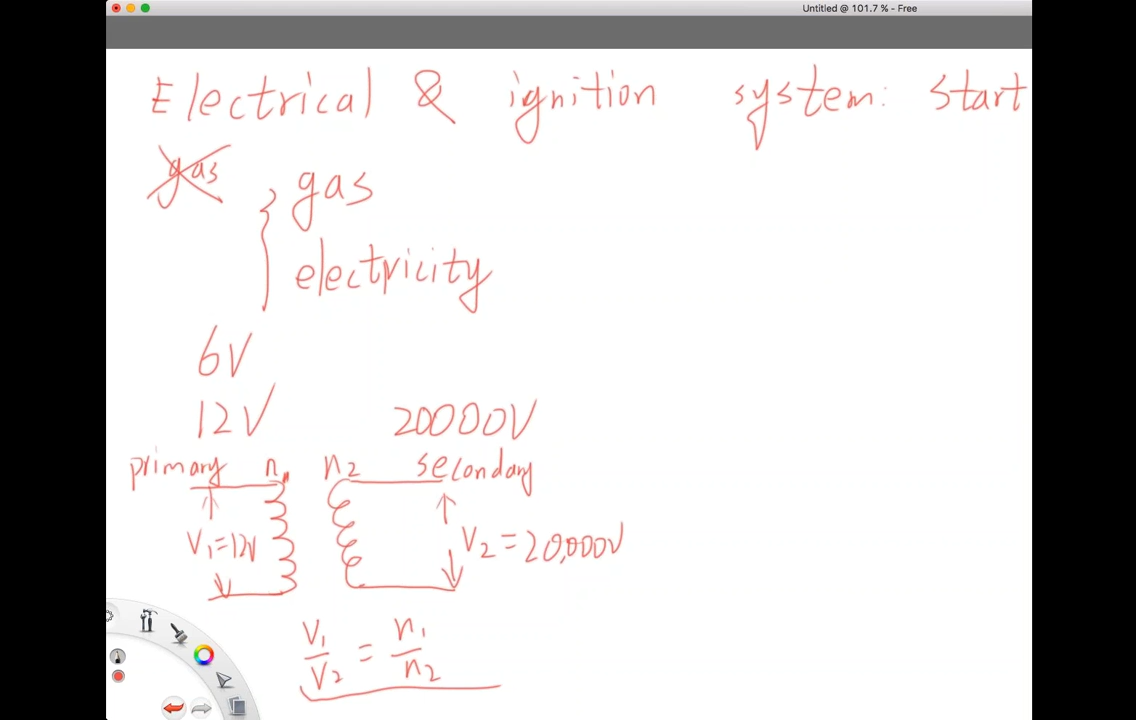 Untitled @ 101.7 % - Free
Electrical & ignition system: start
gas
gas
electricity
6V
12V 20000V
primary n1 n2 secondary
V1=12V V2=20,000V
V1/V2 = n1/n2